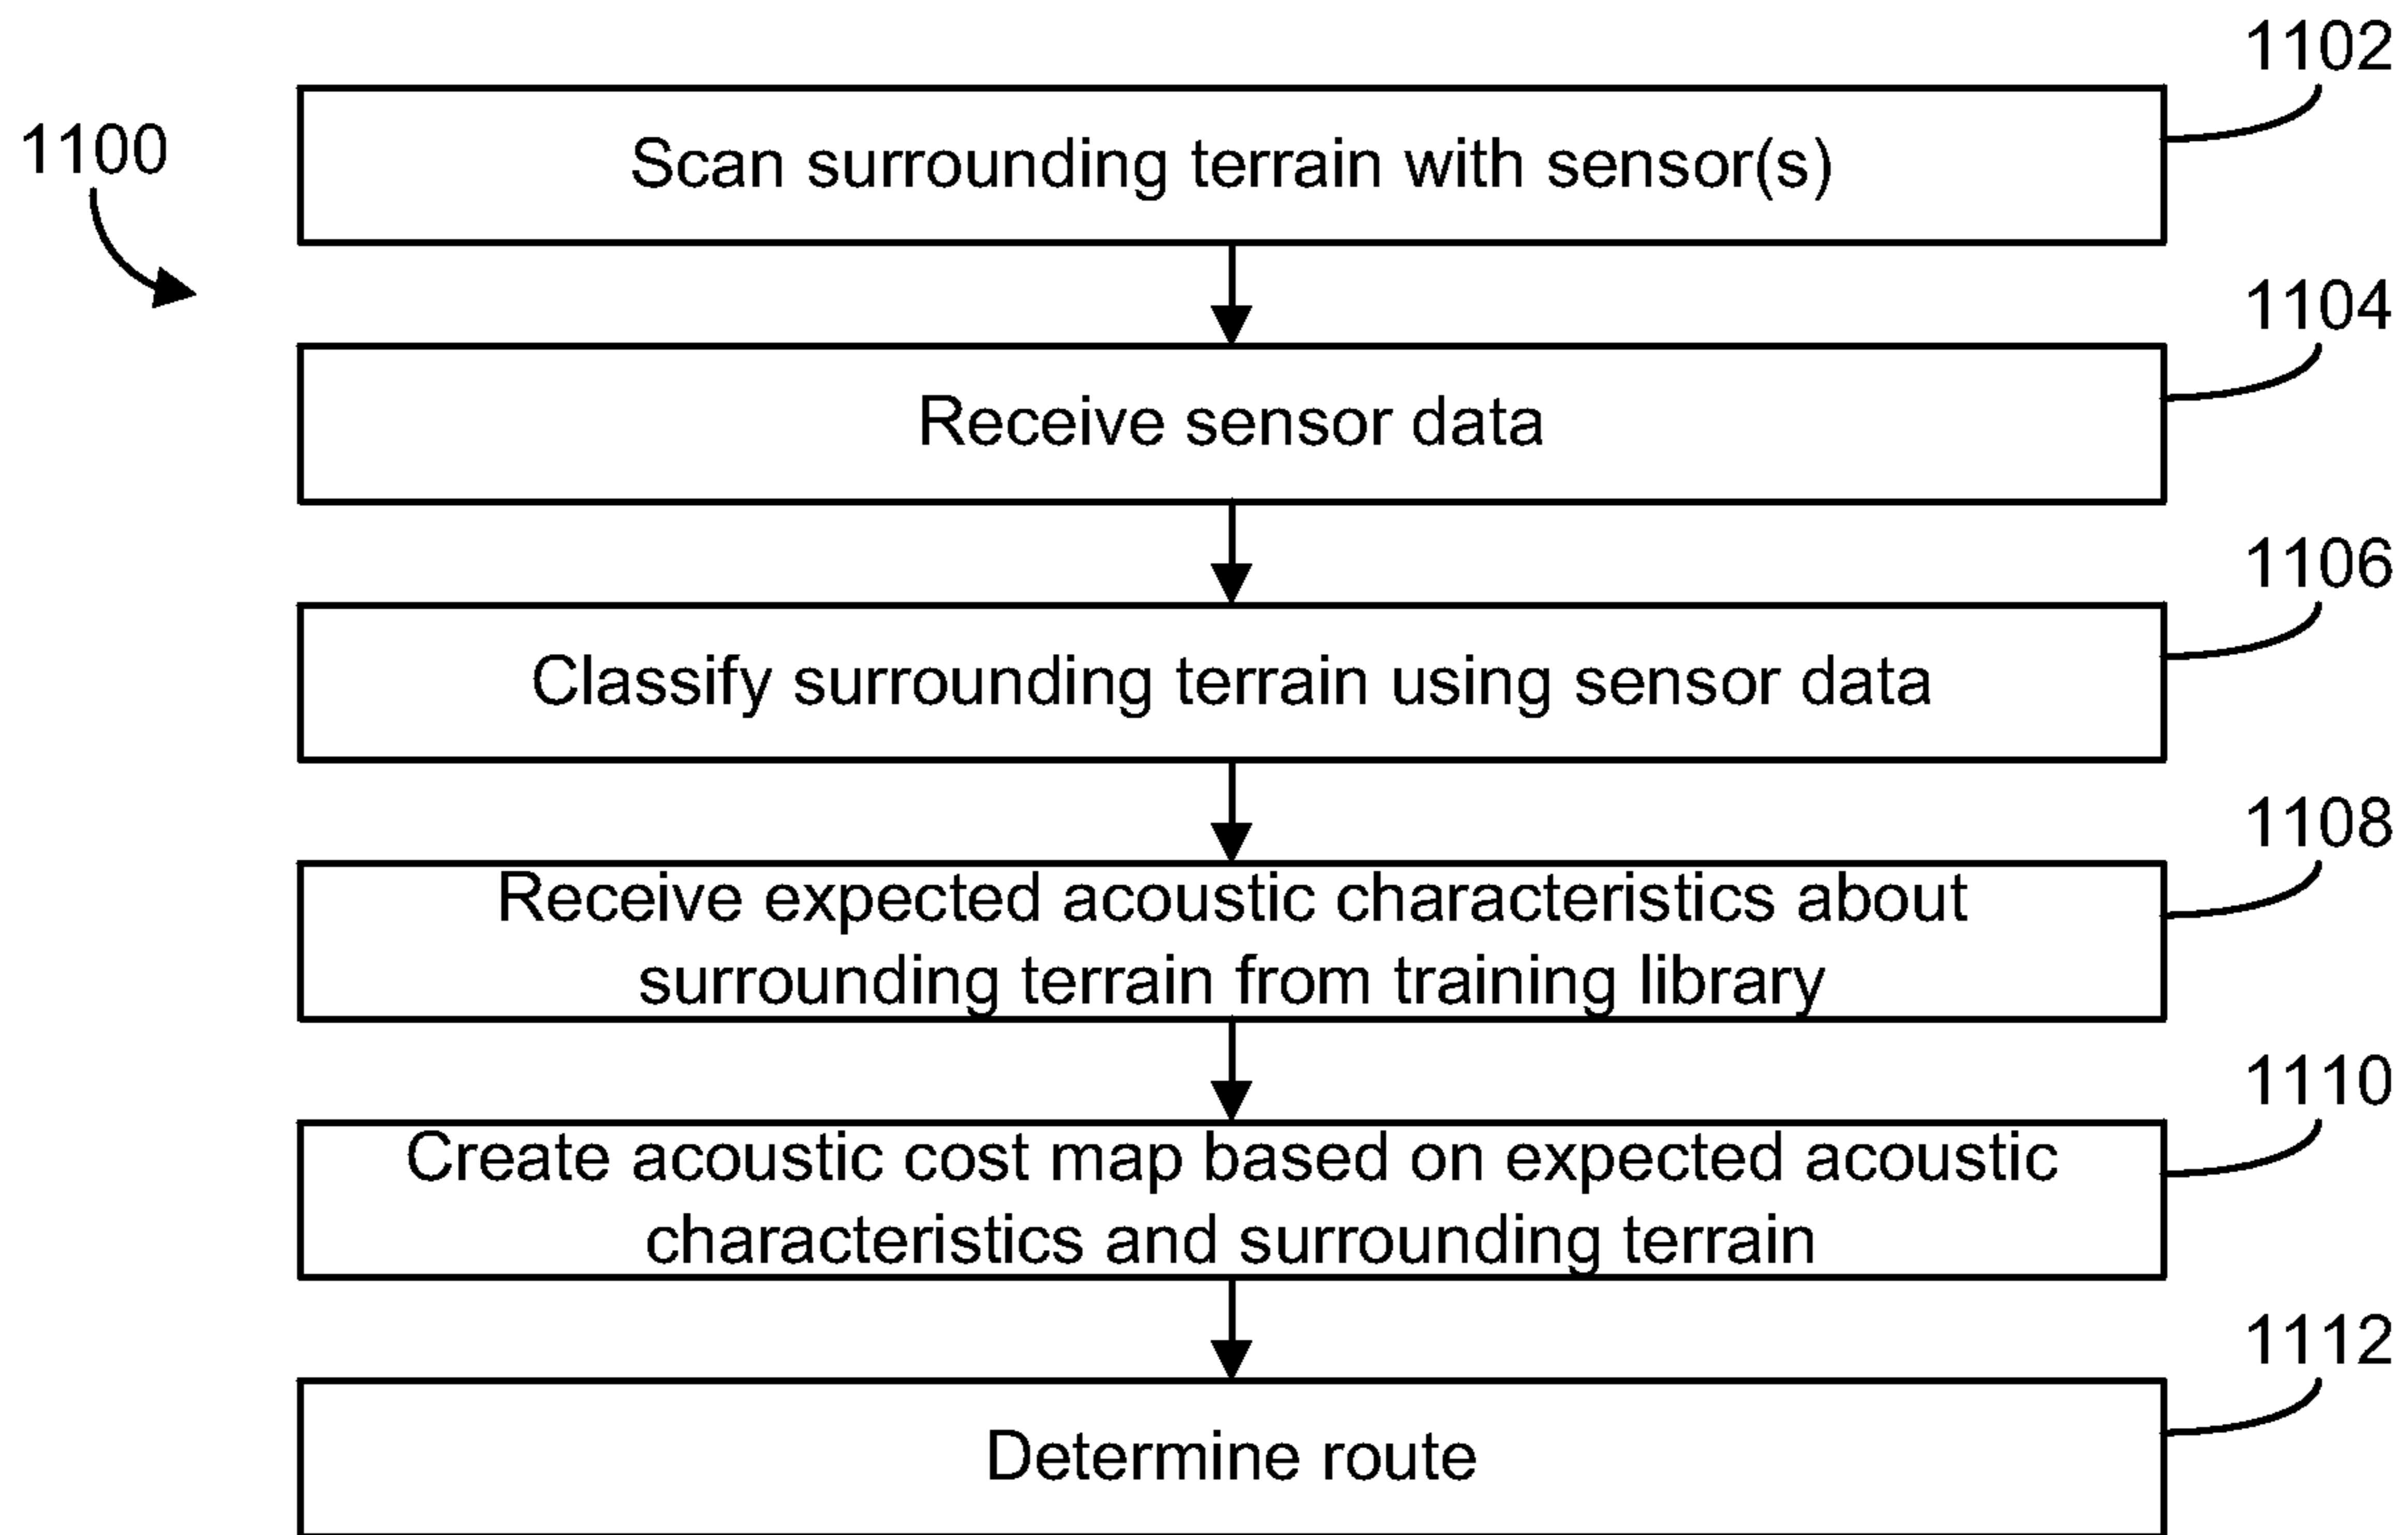 1102
1100
Scan surrounding terrain with sensor(s)
1104
Receive sensor data
1106
Classify surrounding terrain using sensor data
1108
Receive expected acoustic characteristics about
surrounding terrain from training library
1110
Create acoustic cost map based on expected acoustic
characteristics and surrounding terrain
1112
Determine route